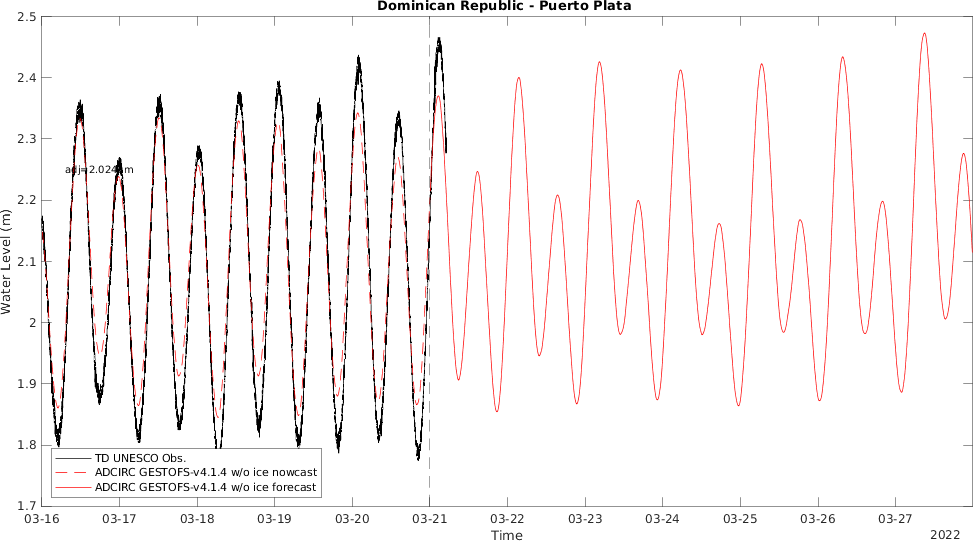 Dominican Republic - Puerto Plata
2.5
2.4
2.3
2.2
2.1
2
1.9
1.8
1.7
Water Level (m)
adj=2.024 m
TD UNESCO Obs.
ADCIRC GESTOFS-v4.1.4 w/o ice nowcast
ADCIRC GESTOFS-v4.1.4 w/o ice forecast
03-16 03-17 03-18 03-19 03-20 03-21 03-22 03-23 03-24 03-25 03-26 03-27
Time
2022